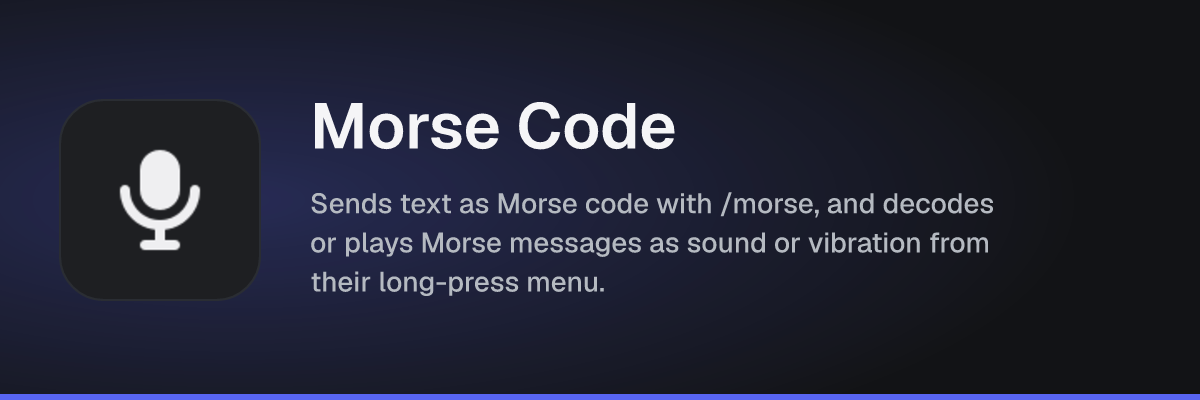 Morse Code
Sends text as Morse code with /morse, and decodes
or plays Morse messages as sound or vibration from
their long-press menu.